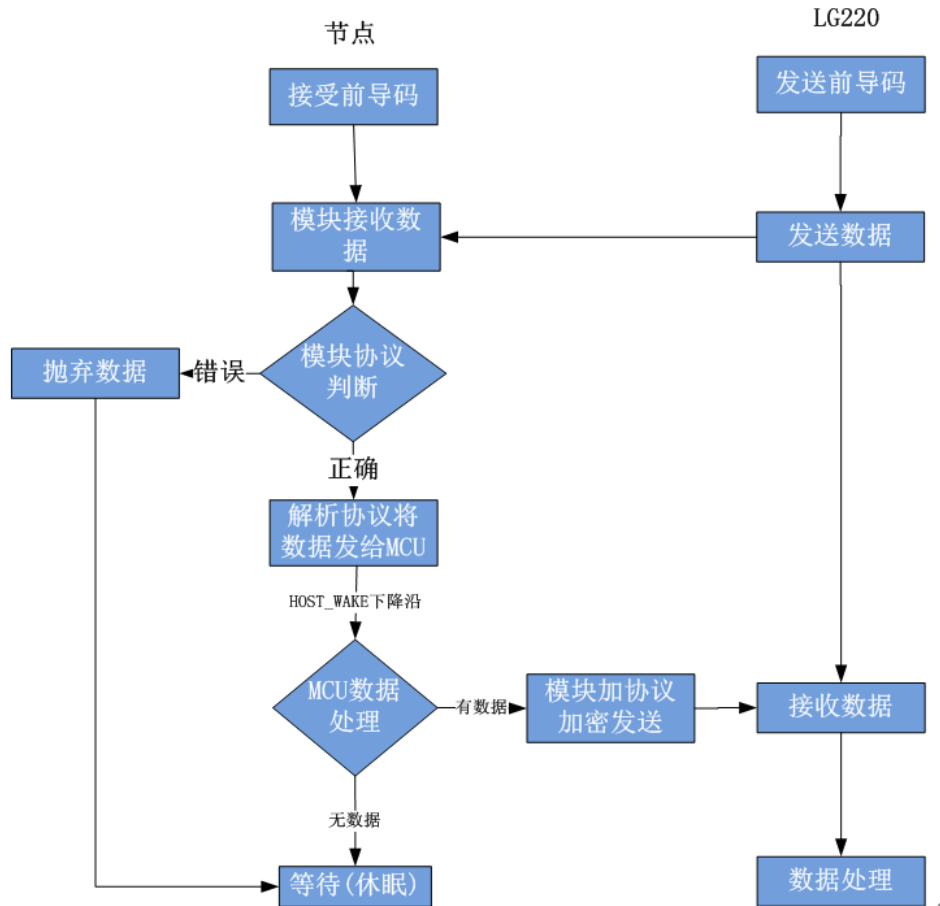 节点
LG220
接受前导码
发送前导码
模块接收数
据
发送数据
模块协议
判断
错误
抛弃数据
正确
解析协议将
数据发给MCU
HOST_WAKE下降沿
MCU数据
处理
有数据
模块加协议
加密发送
接收数据
无数据
等待(休眠)
数据处理